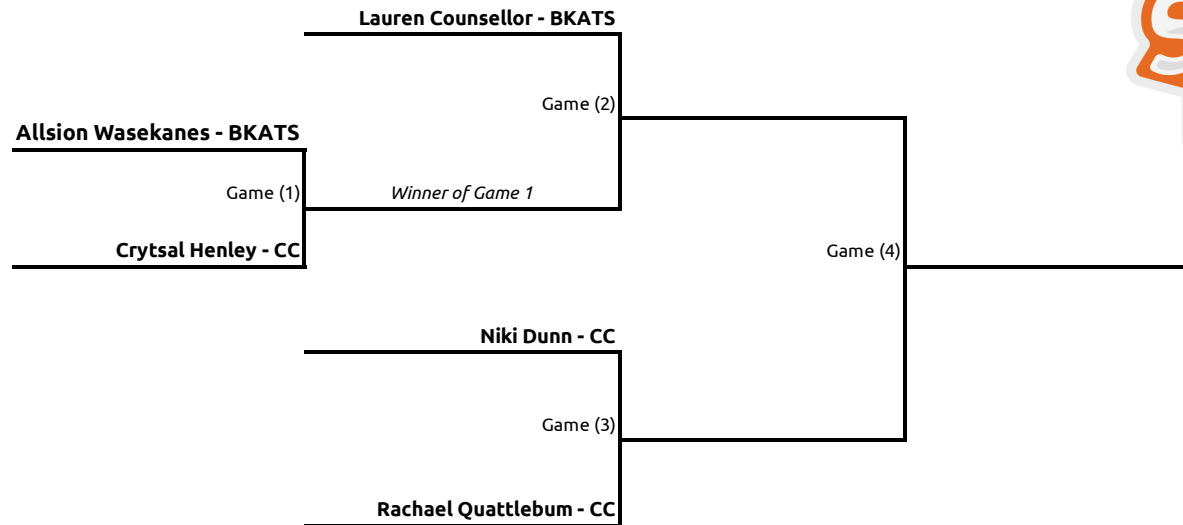 Lauren Counsellor - BKATS
Game (2)
Allsion Wasekanes - BKATS
Game (1)
Winner of Game 1
Crytsal Henley - CC
Game (4)
Niki Dunn - CC
Game (3)
Rachael Quattlebum - CC